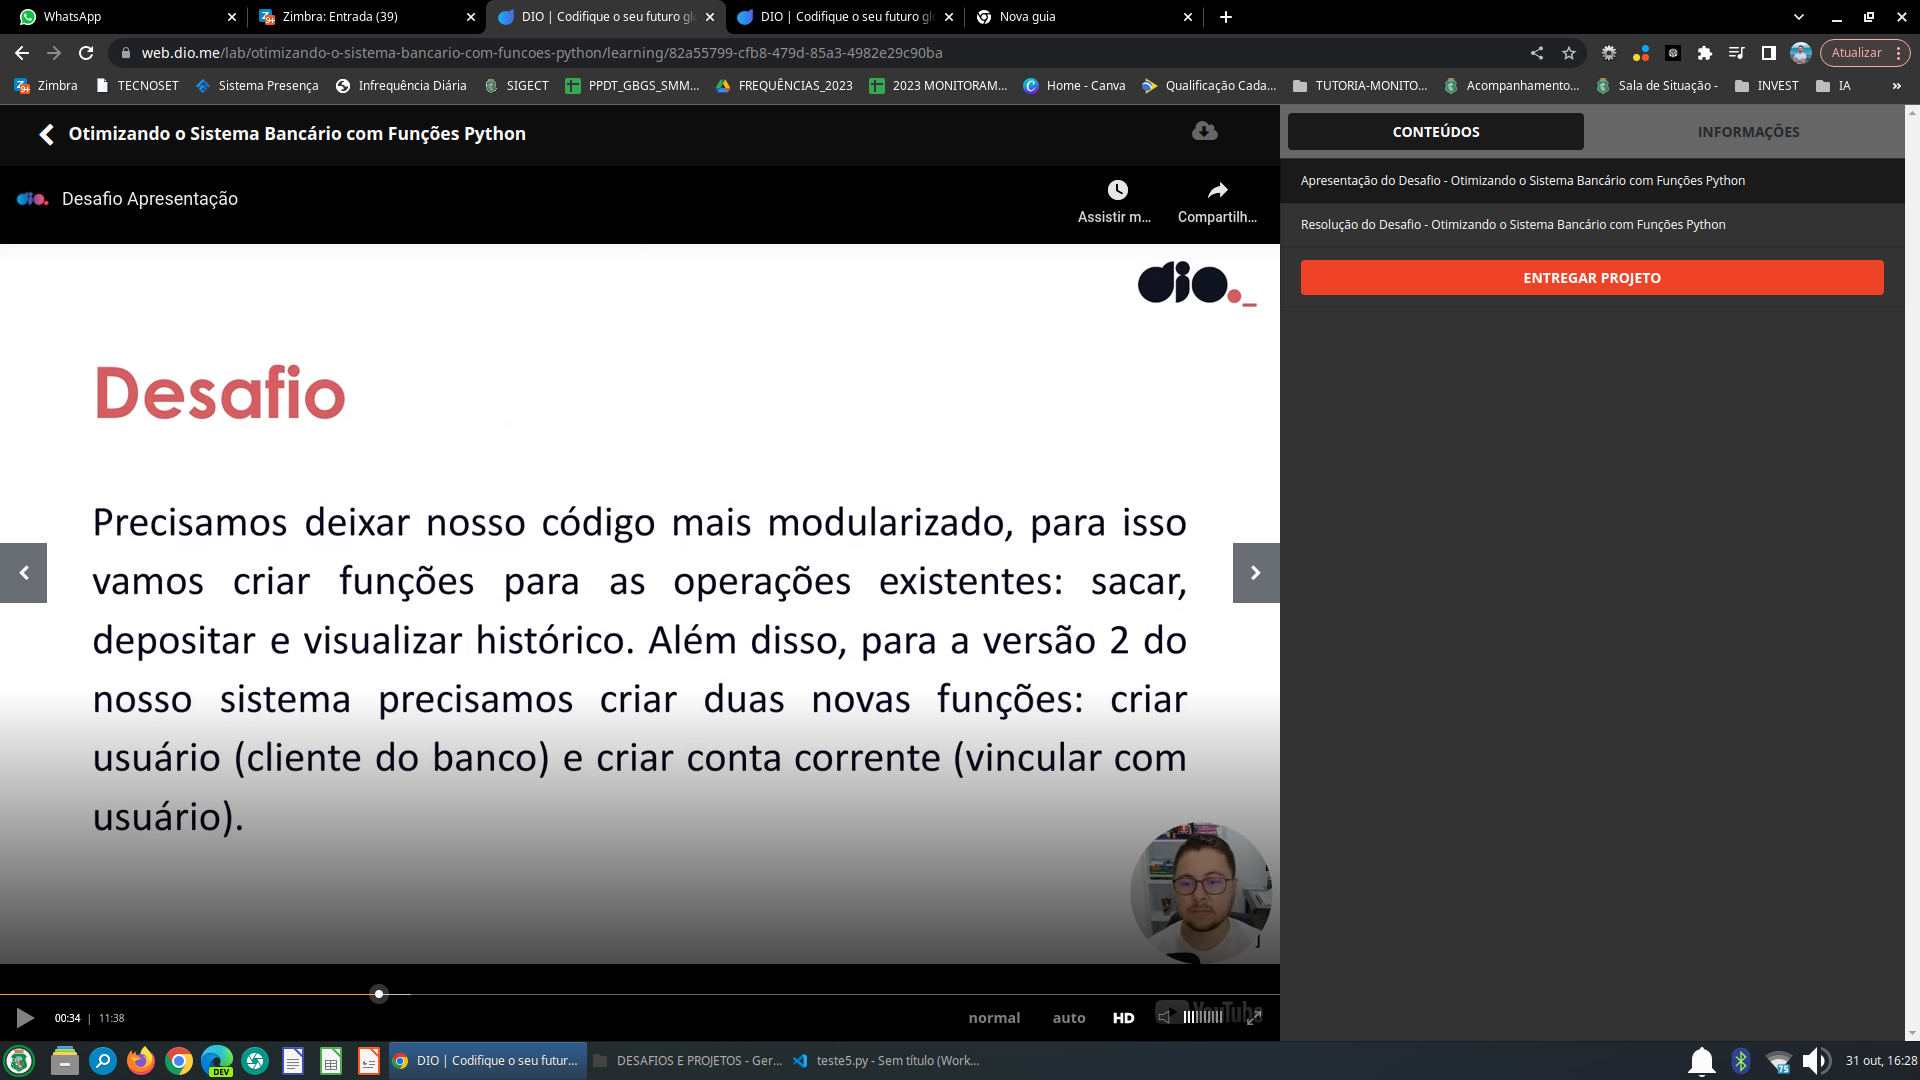 WhatsApp
Zimbra: Entrada (39)
DIO | Codifique o seu futuro gl
DIO | Codifique o seu futuro gl
Nova guia
web.dio.me/lab/otimizando-o-sistema-bancario-com-funcoes-python/learning/82a55799-cfb8-479d-85a3-4982e29c90ba
Atualizar
Zimbra
TECNOSET
Sistema Presença
Infrequência Diária
SIGECT
PPDT_GBGS_SMM...
FREQUÊNCIAS_2023
2023 MONITORAM...
Home - Canva
Qualificação Cada...
TUTORIA-MONITO...
Acompanhamento...
Sala de Situação -
INVEST
IA
»
Otimizando o Sistema Bancário com Funções Python
CONTEÚDOS
INFORMAÇÕES
dio.
Desafio Apresentação
Assistir m...
Compartilh...
Apresentação do Desafio - Otimizando o Sistema Bancário com Funções Python
Resolução do Desafio - Otimizando o Sistema Bancário com Funções Python
ENTREGAR PROJETO
dio._
Desafio
Precisamos deixar nosso código mais modularizado, para isso
vamos criar funções para as operações existentes: sacar,
depositar e visualizar histórico. Além disso, para a versão 2 do
nosso sistema precisamos criar duas novas funções: criar
usuário (cliente do banco) e criar conta corrente (vincular com
usuário).
00:34 | 11:38
normal
auto
HD
YouTube
DEV
DIO | Codifique o seu futur...
DESAFIOS E PROJETOS - Ger...
teste5.py - Sem título (Work...
75
31 out, 16:28